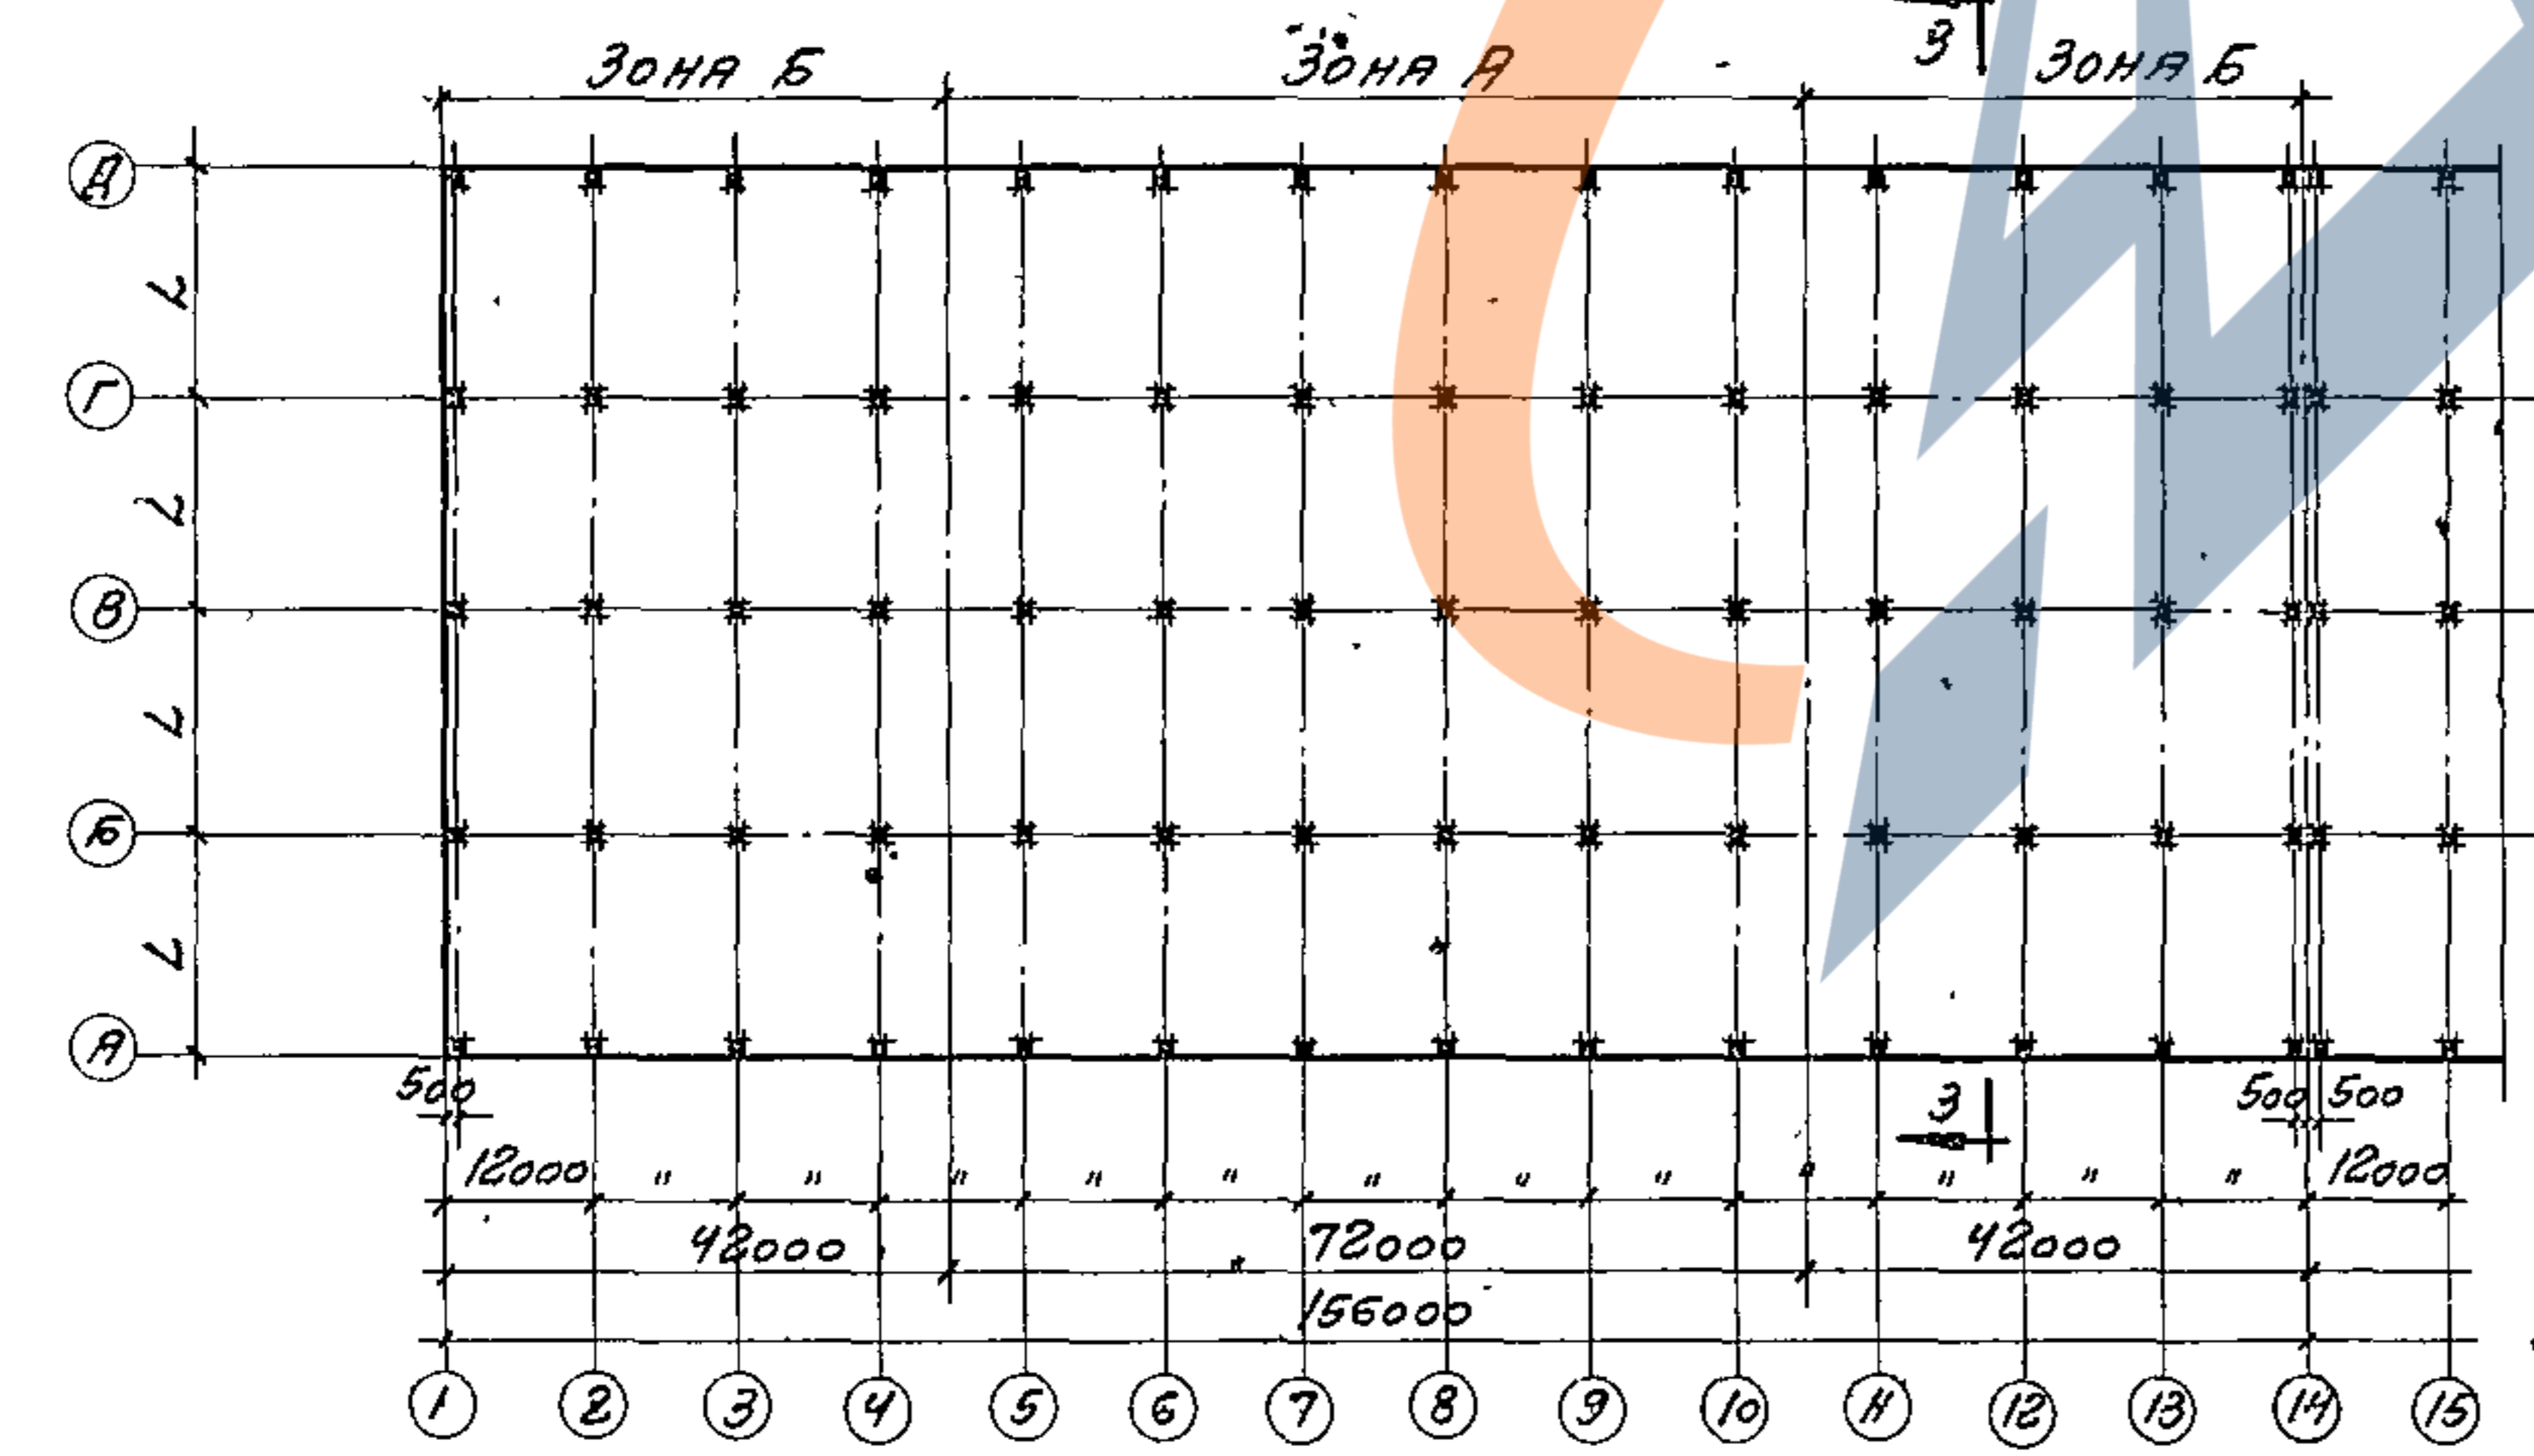 3
ЗОНА Б ЗОНА А ЗОНА Б
Д
L
Г
L
В
L
Б
L
А
500 3 500 500
12000 " " " " " " " " " " " " 12000
42000 72000 42000
156000
1 2 3 4 5 6 7 8 9 10 11 12 13 14 15